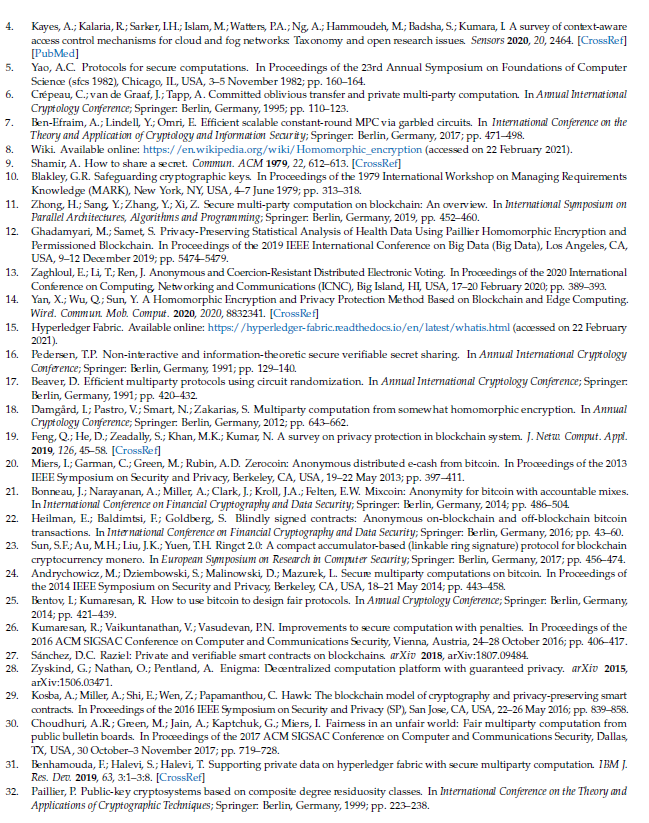 4. Kayes, A.; Kalaria, R.; Sarker, I.H.; Islam, M.; Watters, P.A.; Ng, A.; Hammoudeh, M.; Badsha, S.; Kumara, I. A survey of context-aware
access control mechanisms for cloud and fog networks: Taxonomy and open research issues. Sensors 2020, 20, 2464. [CrossRef]
[PubMed]
5. Yao, A.C. Protocols for secure computations. In Proceedings of the 23rd Annual Symposium on Foundations of Computer
Science (sfcs 1982), Chicago, IL, USA, 3–5 November 1982; pp. 160–164.
6. Crépeau, C.; van de Graaf, J.; Tapp, A. Committed oblivious transfer and private multi-party computation. In Annual International
Cryptology Conference; Springer: Berlin, Germany, 1995; pp. 110–123.
7. Ben-Efraim, A.; Lindell, Y.; Omri, E. Efficient scalable constant-round MPC via garbled circuits. In International Conference on the
Theory and Application of Cryptology and Information Security; Springer: Berlin, Germany, 2017; pp. 471–498.
8. Wiki. Available online: https://en.wikipedia.org/wiki/Homomorphic_encryption (accessed on 22 February 2021).
9. Shamir, A. How to share a secret. Commun. ACM 1979, 22, 612–613. [CrossRef]
10. Blakley, G.R. Safeguarding cryptographic keys. In Proceedings of the 1979 International Workshop on Managing Requirements
Knowledge (MARK), New York, NY, USA, 4–7 June 1979; pp. 313–318.
11. Zhong, H.; Sang, Y.; Zhang, Y.; Xi, Z. Secure multi-party computation on blockchain: An overview. In International Symposium on
Parallel Architectures, Algorithms and Programming; Springer: Berlin, Germany, 2019, pp. 452–460.
12. Ghadamyari, M.; Samet, S. Privacy-Preserving Statistical Analysis of Health Data Using Paillier Homomorphic Encryption and
Permissioned Blockchain. In Proceedings of the 2019 IEEE International Conference on Big Data (Big Data), Los Angeles, CA,
USA, 9–12 December 2019; pp. 5474–5479.
13. Zaghloul, E.; Li, T.; Ren, J. Anonymous and Coercion-Resistant Distributed Electronic Voting. In Proceedings of the 2020 International
Conference on Computing, Networking and Communications (ICNC), Big Island, HI, USA, 17–20 February 2020; pp. 389–393.
14. Yan, X.; Wu, Q.; Sun, Y. A Homomorphic Encryption and Privacy Protection Method Based on Blockchain and Edge Computing.
Wirel. Commun. Mob. Comput. 2020, 2020, 8832341. [CrossRef]
15. Hyperledger Fabric. Available online: https://hyperledger-fabric.readthedocs.io/en/latest/whatis.html (accessed on 22 February
2021).
16. Pedersen, T.P. Non-interactive and information-theoretic secure verifiable secret sharing. In Annual International Cryptology
Conference; Springer: Berlin, Germany, 1991; pp. 129–140.
17. Beaver, D. Efficient multiparty protocols using circuit randomization. In Annual International Cryptology Conference; Springer:
Berlin, Germany, 1991; pp. 420–432.
18. Damgård, I.; Pastro, V.; Smart, N.; Zakarias, S. Multiparty computation from somewhat homomorphic encryption. In Annual
Cryptology Conference; Springer: Berlin, Germany, 2012; pp. 643–662.
19. Feng, Q.; He, D.; Zeadally, S.; Khan, M.K.; Kumar, N. A survey on privacy protection in blockchain system. J. Netw. Comput. Appl.
2019, 126, 45–58. [CrossRef]
20. Miers, I.; Garman, C.; Green, M.; Rubin, A.D. Zerocoin: Anonymous distributed e-cash from bitcoin. In Proceedings of the 2013
IEEE Symposium on Security and Privacy, Berkeley, CA, USA, 19–22 May 2013; pp. 397–411.
21. Bonneau, J.; Narayanan, A.; Miller, A.; Clark, J.; Kroll, J.A.; Felten, E.W. Mixcoin: Anonymity for bitcoin with accountable mixes.
In International Conference on Financial Cryptography and Data Security; Springer: Berlin, Germany, 2014; pp. 486–504.
22. Heilman, E.; Baldimtsi, F.; Goldberg, S. Blindly signed contracts: Anonymous on-blockchain and off-blockchain bitcoin
transactions. In International Conference on Financial Cryptography and Data Security; Springer: Berlin, Germany, 2016; pp. 43–60.
23. Sun, S.F.; Au, M.H.; Liu, J.K.; Yuen, T.H. Ringct 2.0: A compact accumulator-based (linkable ring signature) protocol for blockchain
cryptocurrency monero. In European Symposium on Research in Computer Security; Springer: Berlin, Germany, 2017; pp. 456–474.
24. Andrychowicz, M.; Dziembowski, S.; Malinowski, D.; Mazurek, L. Secure multiparty computations on bitcoin. In Proceedings of
the 2014 IEEE Symposium on Security and Privacy, Berkeley, CA, USA, 18–21 May 2014; pp. 443–458.
25. Bentov, I.; Kumaresan, R. How to use bitcoin to design fair protocols. In Annual Cryptology Conference; Springer: Berlin, Germany,
2014; pp. 421–439.
26. Kumaresan, R.; Vaikuntanathan, V.; Vasudevan, P.N. Improvements to secure computation with penalties. In Proceedings of the
2016 ACM SIGSAC Conference on Computer and Communications Security, Vienna, Austria, 24–28 October 2016; pp. 406–417.
27. Sánchez, D.C. Raziel: Private and verifiable smart contracts on blockchains. arXiv 2018, arXiv:1807.09484.
28. Zyskind, G.; Nathan, O.; Pentland, A. Enigma: Decentralized computation platform with guaranteed privacy. arXiv 2015,
arXiv:1506.03471.
29. Kosba, A.; Miller, A.; Shi, E.; Wen, Z.; Papamanthou, C. Hawk: The blockchain model of cryptography and privacy-preserving smart
contracts. In Proceedings of the 2016 IEEE Symposium on Security and Privacy (SP), San Jose, CA, USA, 22–26 May 2016; pp. 839–858.
30. Choudhuri, A.R.; Green, M.; Jain, A.; Kaptchuk, G.; Miers, I. Fairness in an unfair world: Fair multiparty computation from
public bulletin boards. In Proceedings of the 2017 ACM SIGSAC Conference on Computer and Communications Security, Dallas,
TX, USA, 30 October–3 November 2017; pp. 719–728.
31. Benhamouda, F.; Halevi, S.; Halevi, T. Supporting private data on hyperledger fabric with secure multiparty computation. IBM J.
Res. Dev. 2019, 63, 3:1–3:8. [CrossRef]
32. Paillier, P. Public-key cryptosystems based on composite degree residuosity classes. In International Conference on the Theory and
Applications of Cryptographic Techniques; Springer: Berlin, Germany, 1999; pp. 223–238.